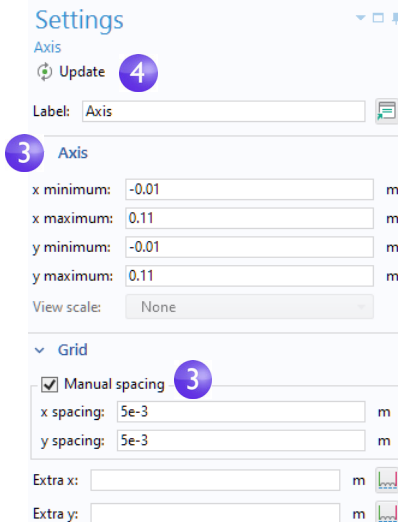 Settings
Axis
Update 4
Label: Axis
3 Axis
x minimum: -0.01 m
x maximum: 0.11 m
y minimum: -0.01 m
y maximum: 0.11 m
View scale: None
Grid
Manual spacing 3
x spacing: 5e-3 m
y spacing: 5e-3 m
Extra x: m
Extra y: m